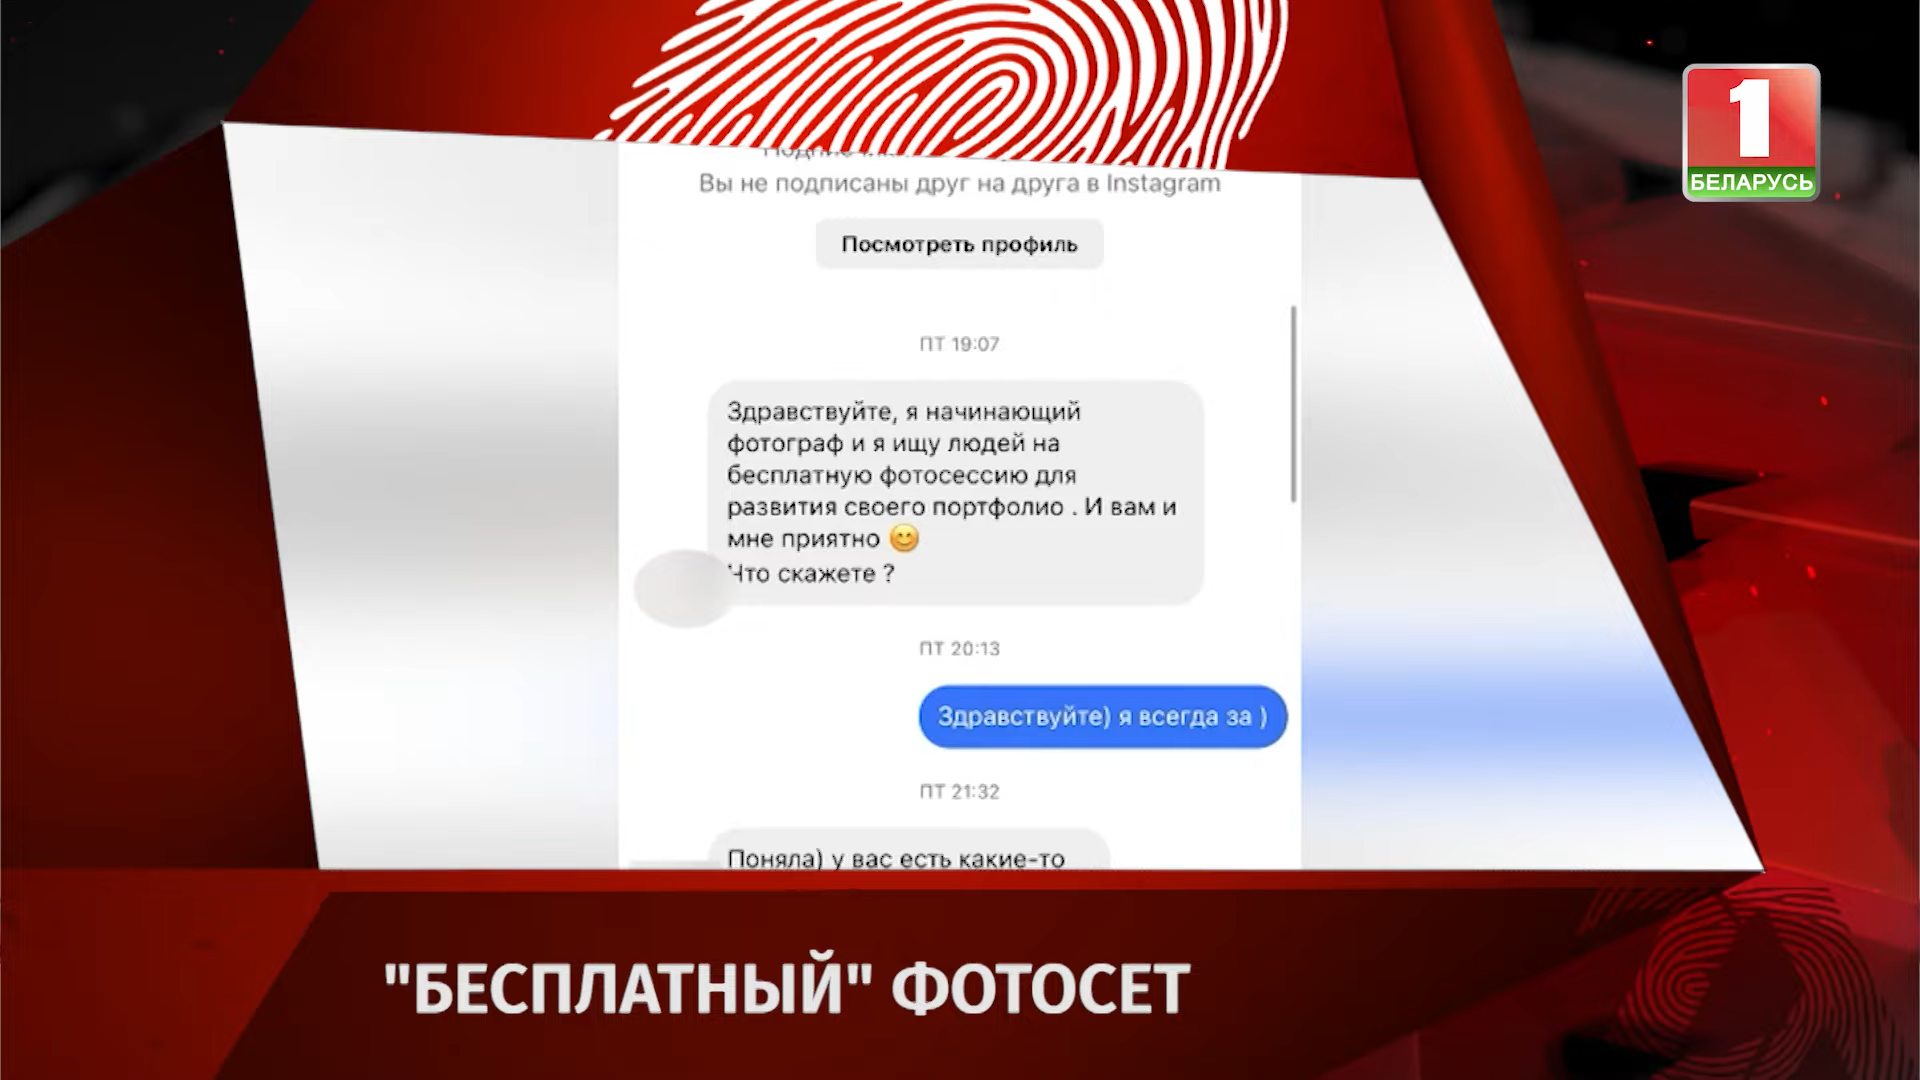 1
БЕЛАРУСЬ
Вы не подписаны друг на друга в Instagram
Посмотреть профиль
ПТ 19:07
Здравствуйте, я начинающий
фотограф и я ищу людей на
бесплатную фотосессию для
развития своего портфолио . И вам и
мне приятно 😊
Что скажете ?
ПТ 20:13
Здравствуйте) я всегда за )
ПТ 21:32
Поняла) у вас есть какие-то
"БЕСПЛАТНЫЙ" ФОТОСЕТ